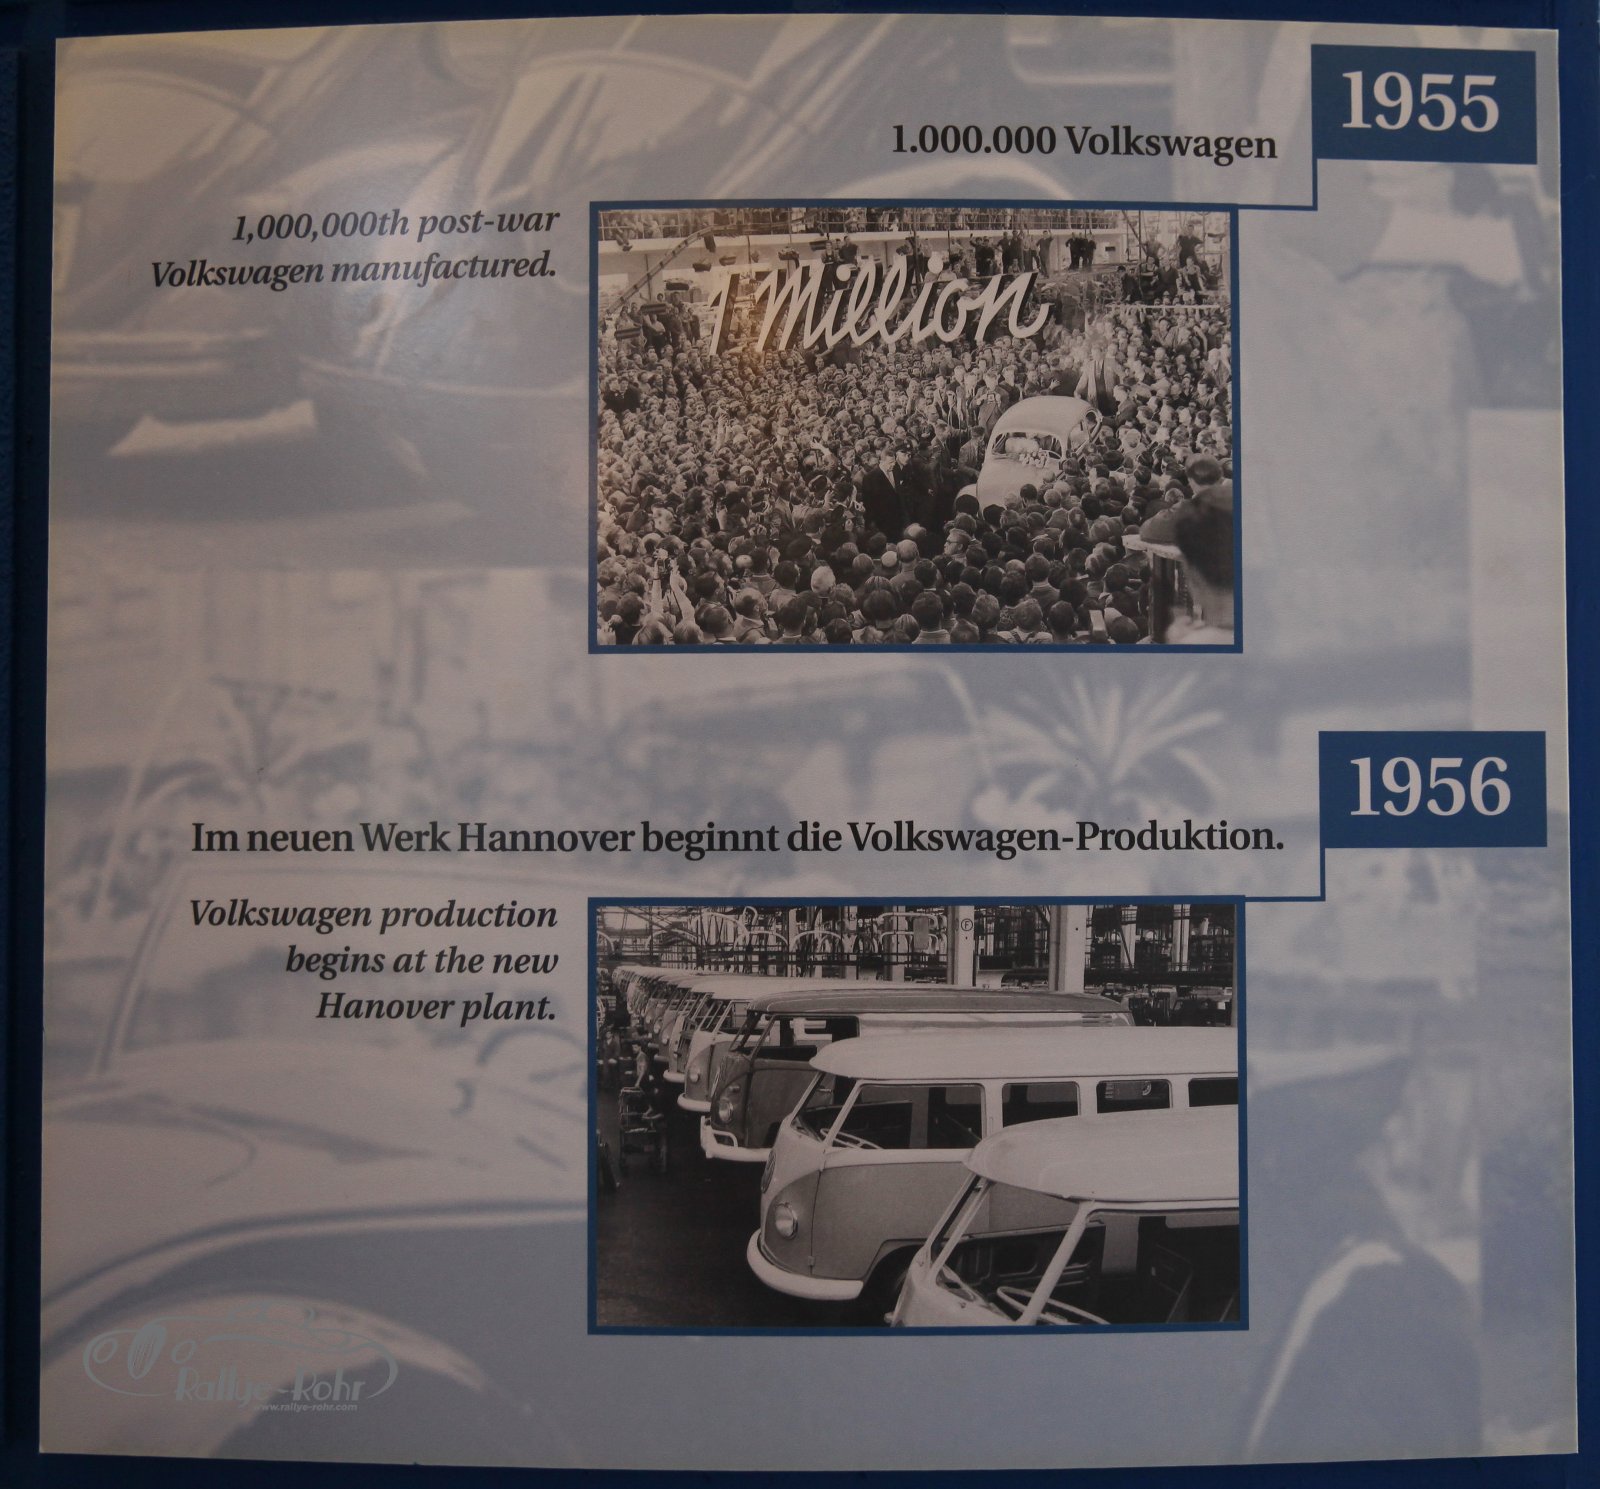 1955
1.000.000 Volkswagen
1,000,000th post-war
Volkswagen manufactured.
1 Million
1956
Im neuen Werk Hannover beginnt die Volkswagen-Produktion.
Volkswagen production
begins at the new
Hanover plant.
Rallye-Rohr
www.rallye-rohr.com